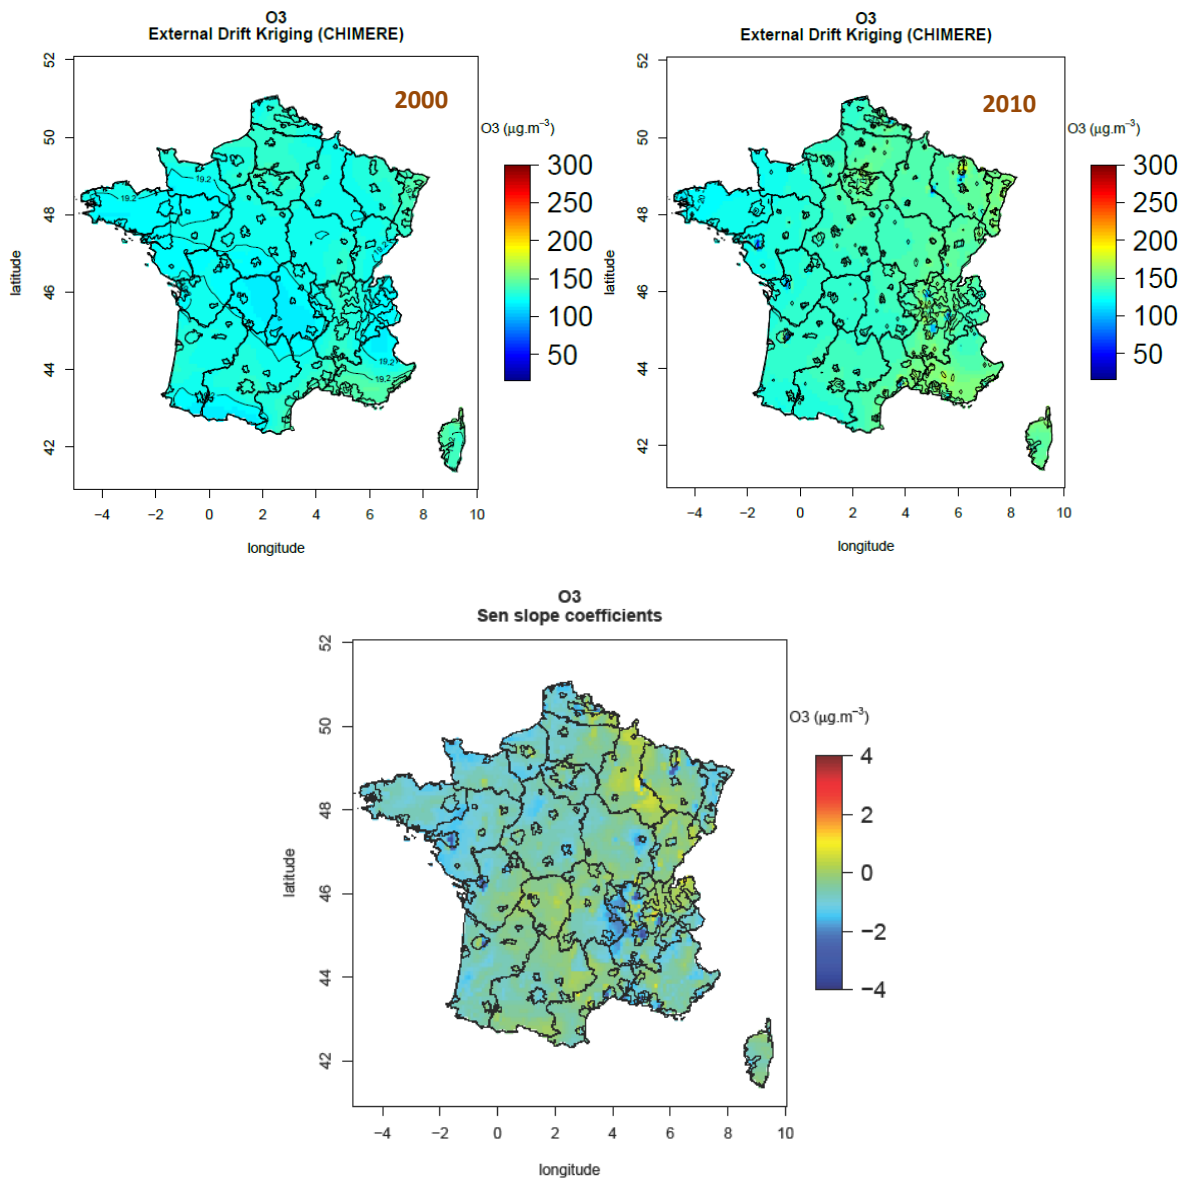 O3
External Drift Kriging (CHIMERE)
2000
O3 (μg.m−3)
300
250
200
150
100
50
52
50
48
46
44
42
latitude
−4 −2 0 2 4 6 8 10
longitude
19.2
19.2
19.2
19.2
19.2
O3
External Drift Kriging (CHIMERE)
2010
O3 (μg.m−3)
300
250
200
150
100
50
52
50
48
46
44
42
latitude
−4 −2 0 2 4 6 8 10
longitude
O3
Sen slope coefficients
O3 (μg.m−3)
4
2
0
−2
−4
52
50
48
46
44
42
latitude
−4 −2 0 2 4 6 8 10
longitude